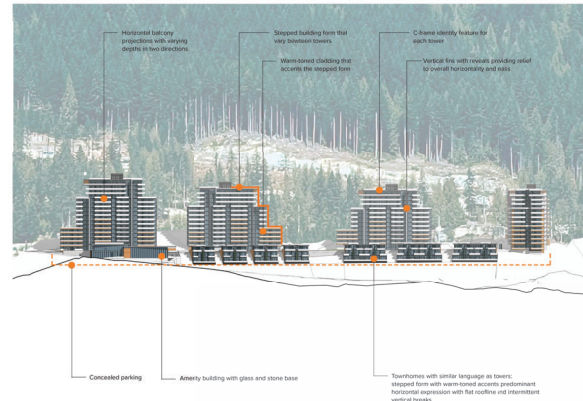 Horizontal balcony
projections with varying
depths in two directions
Stepped building form that
vary bewteen towers
Warm-toned cladding that
accents the stepped form
C-frame identity feature for
each tower
Vertical fins with reveals providing relief
to overall horizontality and mass
Concealed parking
Amenity building with glass and stone base
Townhomes with similar language as towers:
stepped form with warm-toned accents predominant
horizontal expression with flat roofline and intermittent
vertical breaks